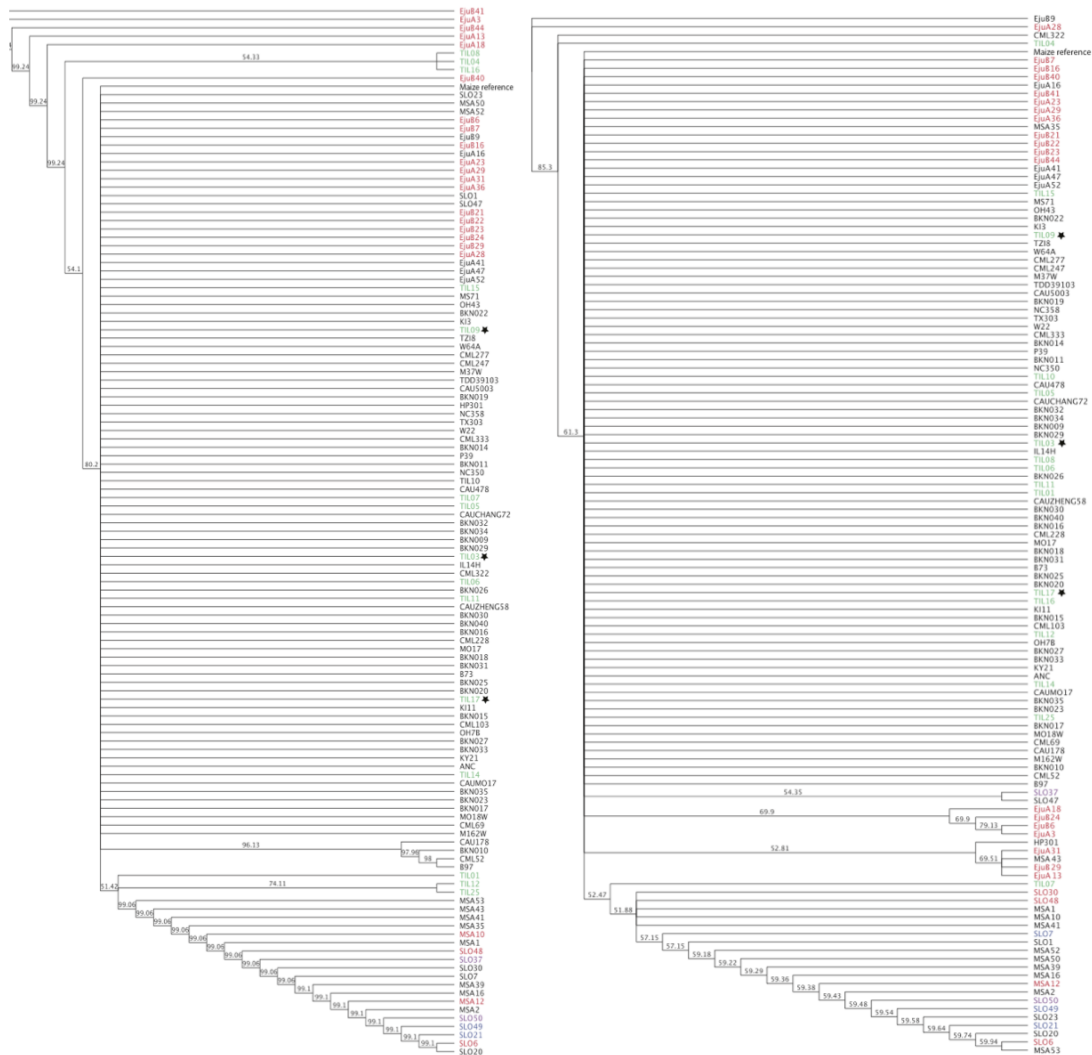 EjuB41
EjuA3
EjuB44
EjuA13
EjuA18
TIL08
54.33
TIL04
99.24
TIL16
EjuB40
Maize reference
SLO23
MSA50
99.24
MSA52
EjuB6
EjuB7
EjuB9
EjuB16
EjuA16
99.24
EjuA23
EjuA29
EjuA31
EjuA36
SLO1
SLO47
EjuB21
EjuB22
EjuB23
EjuB24
EjuB29
EjuA28
EjuA41
54.1
EjuA47
EjuA52
TIL15
MS71
OH43
BKN022
KI3
TIL09
TZI8
W64A
CML277
CML247
M37W
TDD39103
CAU5003
BKN019
HP301
NC358
TX303
W22
CML333
BKN014
P39
BKN011
80.2
NC350
TIL10
CAU478
TIL07
TIL05
CAUCHANG72
BKN032
BKN034
BKN009
BKN029
TIL03
IL14H
CML322
TIL06
BKN026
TIL11
CAUZHENG58
BKN030
BKN040
BKN016
CML228
MO17
BKN018
BKN031
B73
BKN025
BKN020
TIL17
KI11
BKN015
CML103
OH7B
BKN027
BKN033
KY21
ANC
TIL14
CAUMO17
BKN035
BKN023
BKN017
MO18W
CML69
M162W
CAU178
96.13
BKN010
97.96
CML52
98
B97
TIL01
51.42
TIL12
74.11
TIL25
MSA53
99.06
MSA43
99.06
MSA41
99.06
MSA35
99.06
MSA10
99.06
MSA1
99.06
SLO48
99.06
SLO37
99.06
SLO30
99.06
SLO7
99.06
MSA39
99.1
MSA16
99.1
MSA12
99.1
MSA2
99.1
SLO50
99.1
SLO49
99.1
SLO21
99.1
SLO6
99.1
SLO20
EjuB9
EjuA28
CML322
TIL04
Maize reference
EjuB7
EjuB16
EjuB40
EjuA16
EjuB41
EjuA23
EjuA29
EjuA36
MSA35
EjuB21
EjuB22
EjuB23
EjuB44
85.3
EjuA41
EjuA47
EjuA52
TIL15
MS71
OH43
BKN022
KI3
TIL09
TZI8
W64A
CML277
CML247
M37W
TDD39103
CAU5003
BKN019
NC358
TX303
W22
CML333
BKN014
P39
BKN011
NC350
TIL10
CAU478
TIL05
CAUCHANG72
BKN032
BKN034
BKN009
61.3
BKN029
TIL03
IL14H
TIL08
TIL06
BKN026
TIL11
TIL01
CAUZHENG58
BKN030
BKN040
BKN016
CML228
MO17
BKN018
BKN031
B73
BKN025
BKN020
TIL17
TIL16
KI11
BKN015
CML103
TIL12
OH7B
BKN027
BKN033
KY21
ANC
TIL14
CAUMO17
BKN035
BKN023
TIL25
BKN017
MO18W
CML69
CAU178
M162W
BKN010
CML52
B97
54.35
SLO37
SLO47
69.9
EjuA18
69.9
EjuB24
79.13
EjuB6
EjuA3
HP301
52.81
EjuA31
69.51
MSA43
EjuB29
EjuA13
TIL07
52.47
SLO30
SLO48
51.88
MSA1
MSA10
MSA41
57.15
SLO7
57.15
SLO1
59.18
MSA52
59.22
MSA50
59.29
MSA39
59.36
MSA16
59.38
MSA12
59.43
MSA2
59.48
SLO50
59.54
SLO49
59.58
SLO23
59.64
SLO21
59.74
SLO20
59.94
SLO6
MSA53